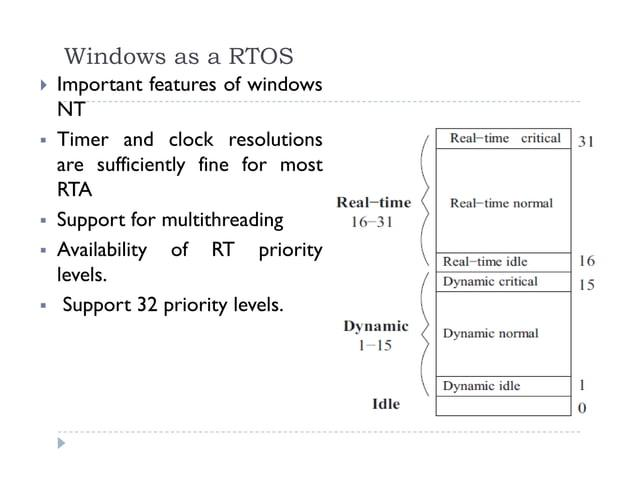 Windows as a RTOS
Important features of windows
NT
Timer and clock resolutions
are sufficiently fine for most
RTA
Support for multithreading
Availability of RT priority
levels.
Support 32 priority levels.
Real-time critical 31
Real-time
16-31
Real-time normal
Real-time idle 16
Dynamic critical 15
Dynamic
1-15
Dynamic normal
Dynamic idle 1
Idle 0